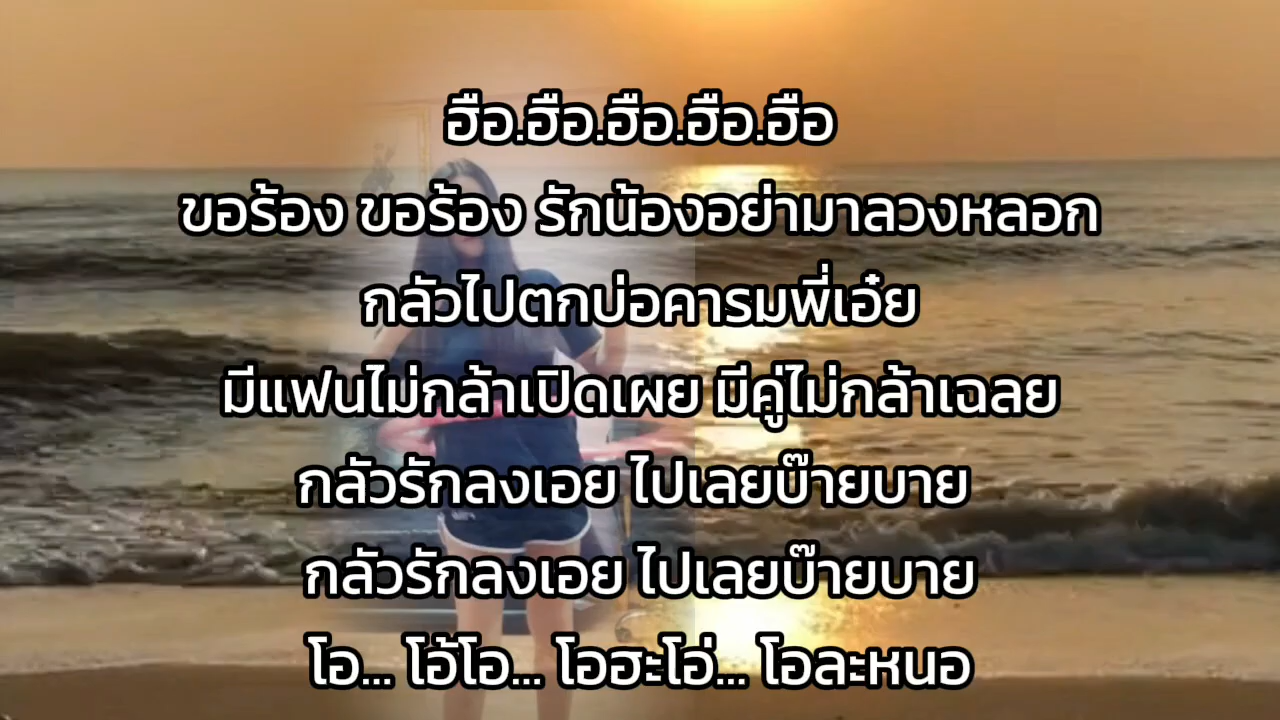 ฮือ.ฮือ.ฮือ.ฮือ.ฮือ
ขอร้อง ขอร้อง รักน้องอย่ามาลวงหลอก
กลัวไปตกบ่อคารมพี่เอ๋ย
มีแฟนไม่กล้าเปิดเผย มีคู่ไม่กล้าเฉลย
กลัวรักลงเอย ไปเลยบ๊ายบาย
กลัวรักลงเอย ไปเลยบ๊ายบาย
โอ... โอ้โอ... โอฮะโอ่... โอละหนอ